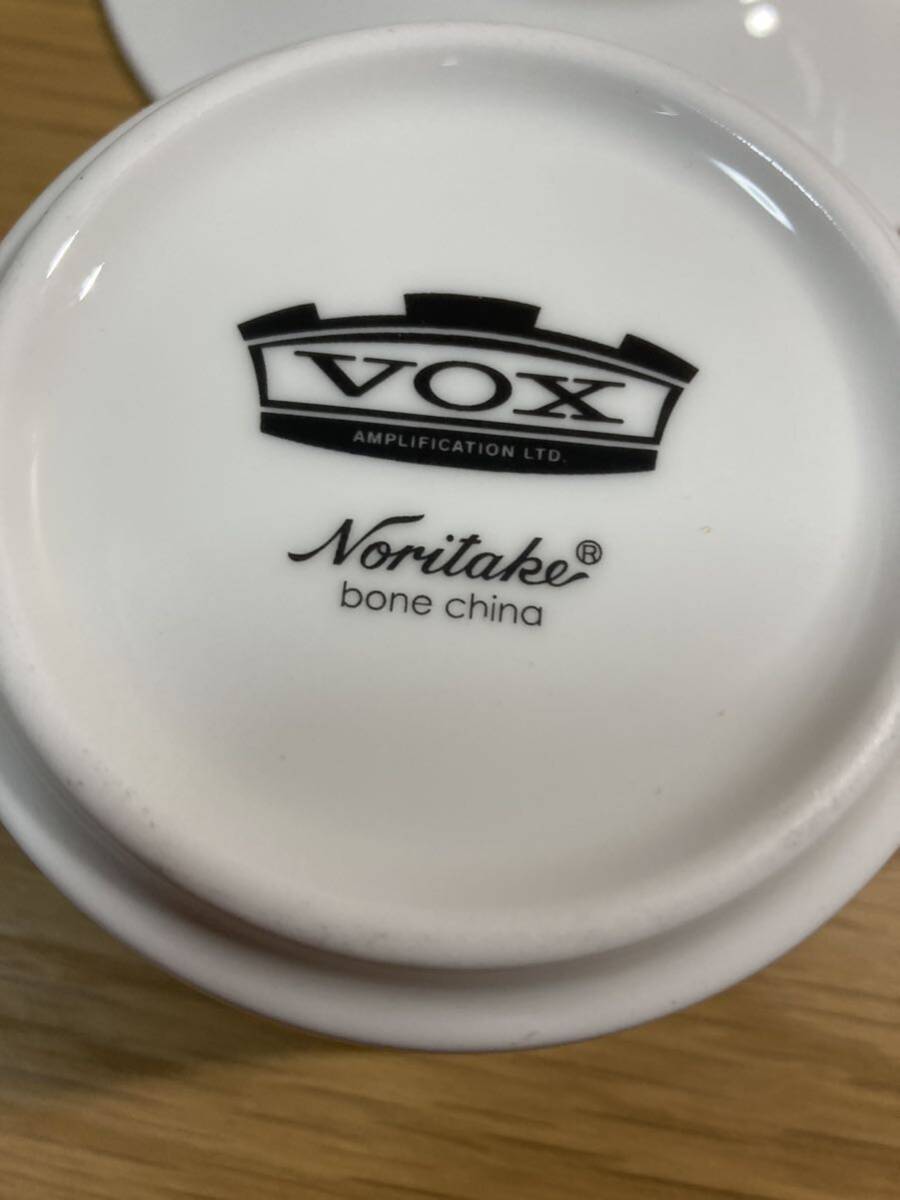 VOX
AMPLIFICATION LTD.
Noritake®
bone china